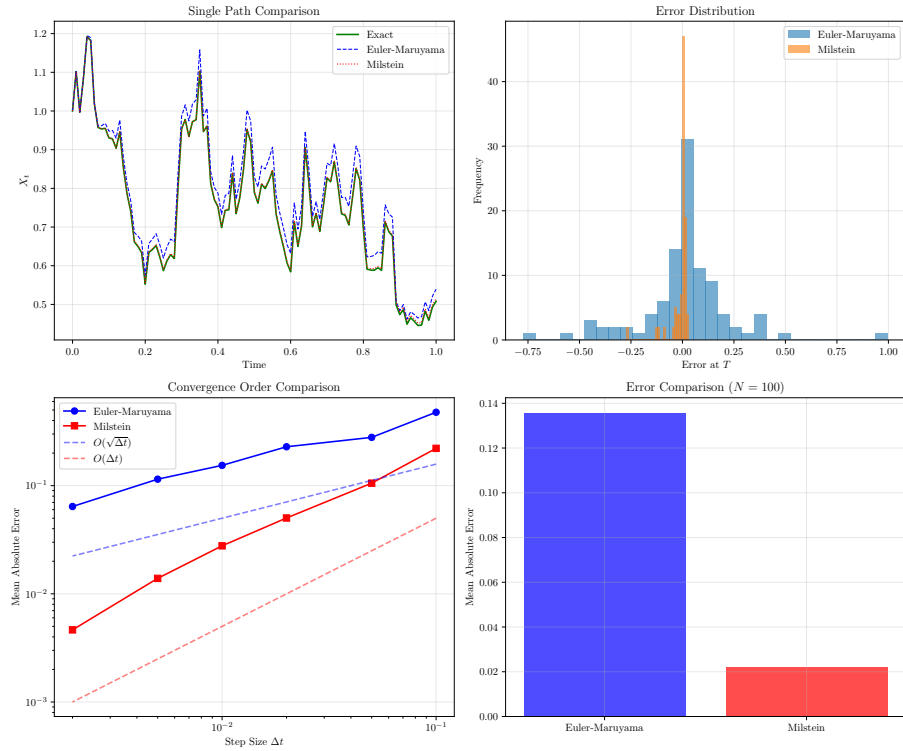 Single Path Comparison
Exact
Euler-Maruyama
Milstein
1.2
1.1
1.0
0.9
0.8
0.7
0.6
0.5
X_t
0.0
0.2
0.4
0.6
0.8
1.0
Time
Error Distribution
Euler-Maruyama
Milstein
40
30
20
10
0
Frequency
−0.75
−0.50
−0.25
0.00
0.25
0.50
0.75
1.00
Error at T
Convergence Order Comparison
Euler-Maruyama
Milstein
O(√Δt)
O(Δt)
10⁻¹
10⁻²
10⁻³
Mean Absolute Error
10⁻²
10⁻¹
Step Size Δt
Error Comparison (N = 100)
0.14
0.12
0.10
0.08
0.06
0.04
0.02
0.00
Mean Absolute Error
Euler-Maruyama
Milstein